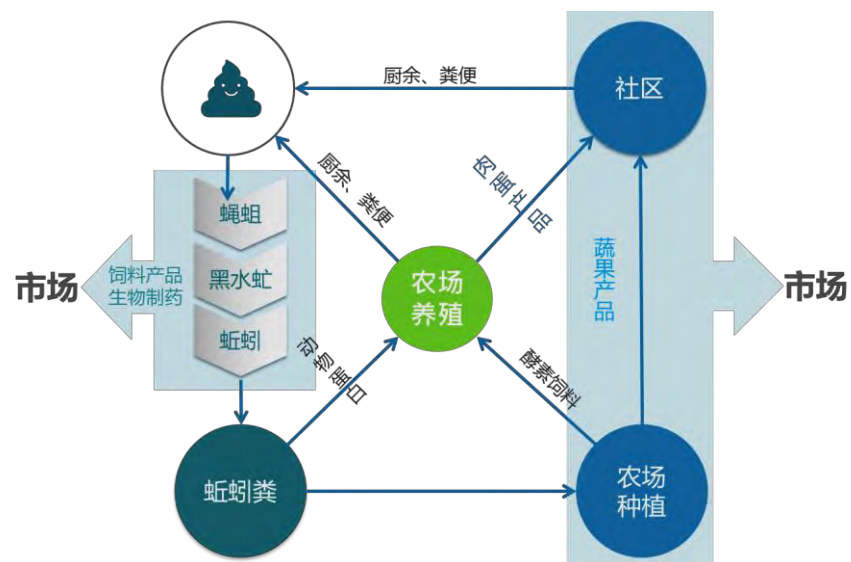 厨余、粪便
社区
厨余、粪便
肉蛋产品
蝇蛆
市场
饲料产品
生物制药
黑水虻
农场
养殖
蔬果产品
市场
蚯蚓
动物蛋白
酵素饲料
蚯蚓粪
农场
种植